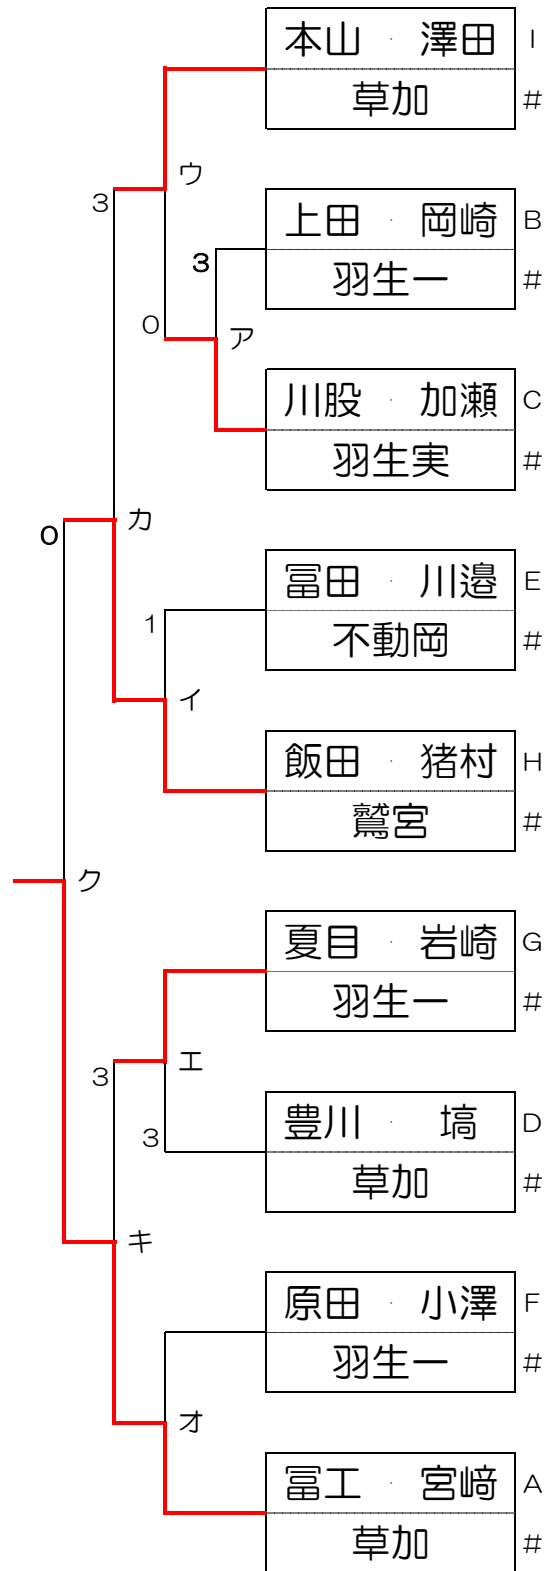 本山 · 澤田 I
草加 #
ウ
3
上田 · 岡崎 B
3
羽生一 #
0
ア
川股 · 加瀬 C
羽生実 #
カ
0
冨田 · 川邉 E
1
不動岡 #
イ
飯田 · 猪村 H
鷲宮 #
ク
夏目 · 岩崎 G
羽生一 #
エ
3
豊川 · 塙 D
3
草加 #
キ
原田 · 小澤 F
羽生一 #
オ
冨工 · 宮﨑 A
草加 #